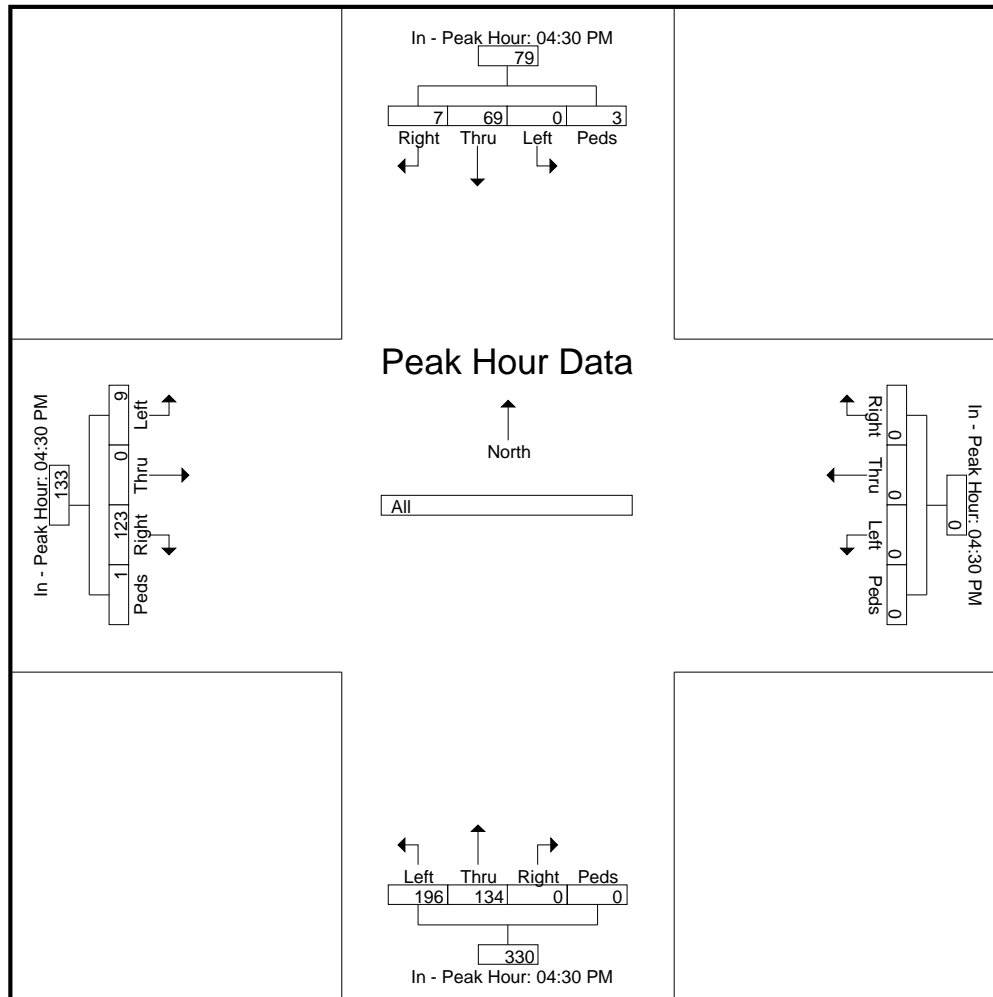 In - Peak Hour: 04:30 PM
79
7 69 0 3
Right Thru Left Peds
Peak Hour Data
North
All
In - Peak Hour: 04:30 PM
133
9 0 123 1
Left Thru Right Peds
Right Thru Left Peds
0 0 0 0
0
In - Peak Hour: 04:30 PM
Left Thru Right Peds
196 134 0 0
330
In - Peak Hour: 04:30 PM